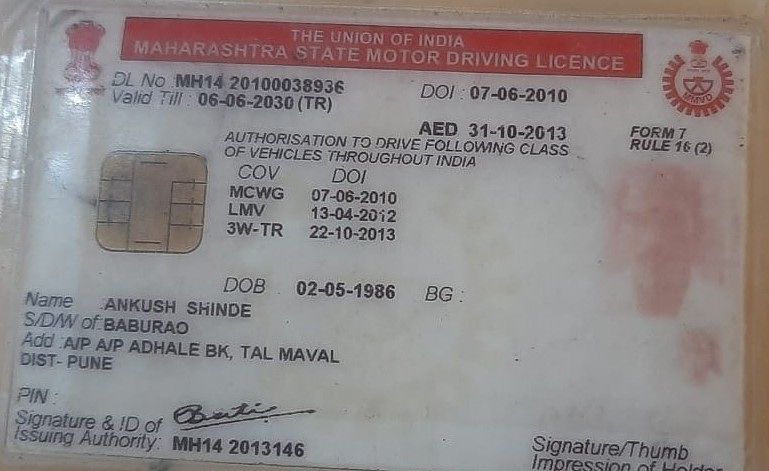 THE UNION OF INDIA
MAHARASHTRA STATE MOTOR DRIVING LICENCE
DL No MH14 20100038936 DOI : 07-06-2010
Valid Till : 06-06-2030 (TR)
AED 31-10-2013 FORM 7
RULE 16 (2)
AUTHORISATION TO DRIVE FOLLOWING CLASS
OF VEHICLES THROUGHOUT INDIA
COV DOI
MCWG 07-06-2010
LMV 13-04-2012
3W-TR 22-10-2013
DOB 02-05-1986 BG :
Name ANKUSH SHINDE
S/D/W of BABURAO
Add A/P A/P ADHALE BK, TAL MAVAL
DIST- PUNE
PIN :
Signature & ID of
Issuing Authority: MH14 2013146
Signature/Thumb
Impression of Holder